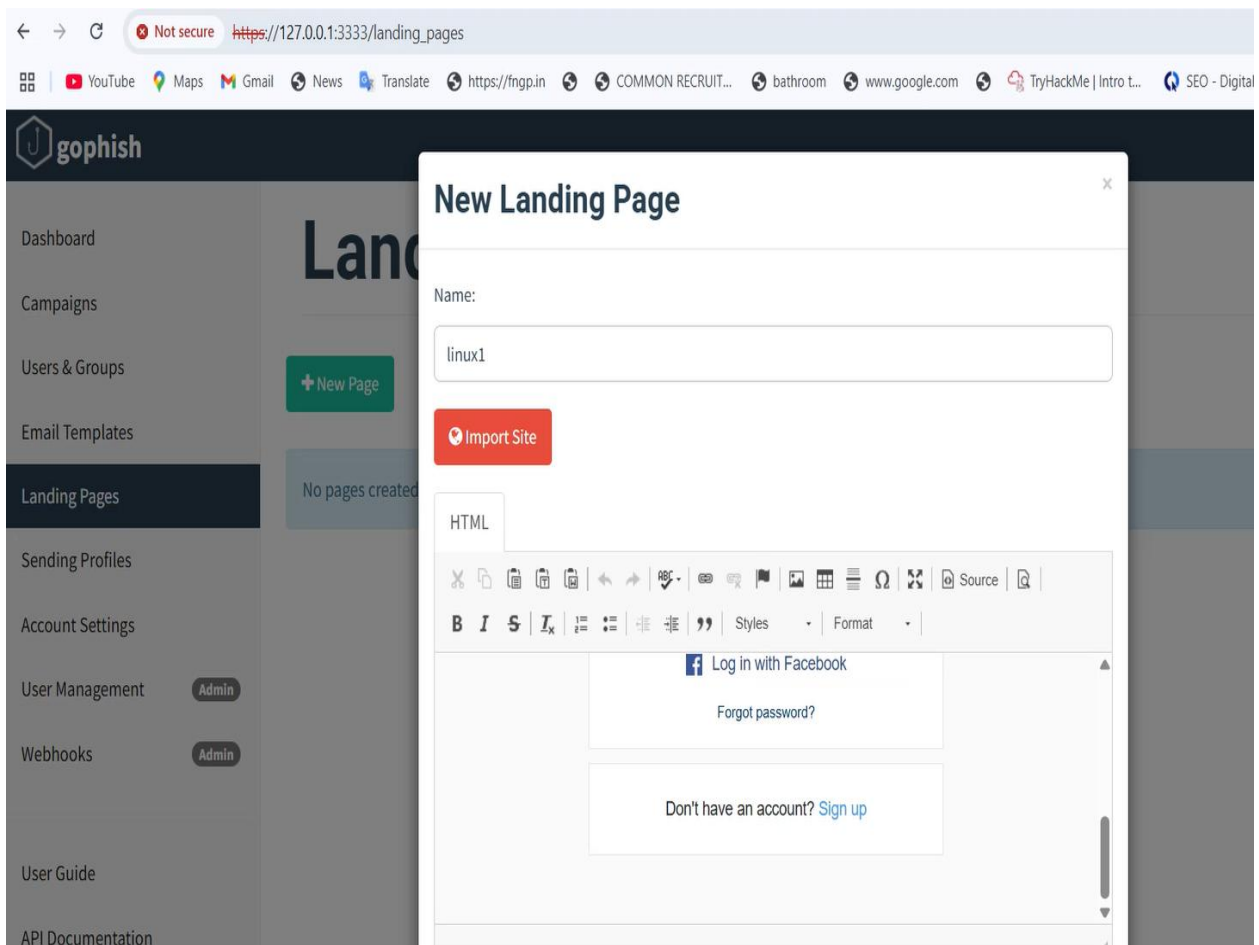 Not secure https://127.0.0.1:3333/landing_pages
YouTube Maps Gmail News Translate https://fngp.in COMMON RECRUIT... bathroom www.google.com TryHackMe | Intro t... SEO - Digital
gophish
Dashboard
Campaigns
Users & Groups
Email Templates
Landing Pages
Sending Profiles
Account Settings
User Management Admin
Webhooks Admin
User Guide
API Documentation
Land
+ New Page
No pages created
New Landing Page ×
Name:
linux1
Import Site
HTML
ABC Ω Source
B I S Ix Styles Format
Log in with Facebook
Forgot password?
Don't have an account? Sign up